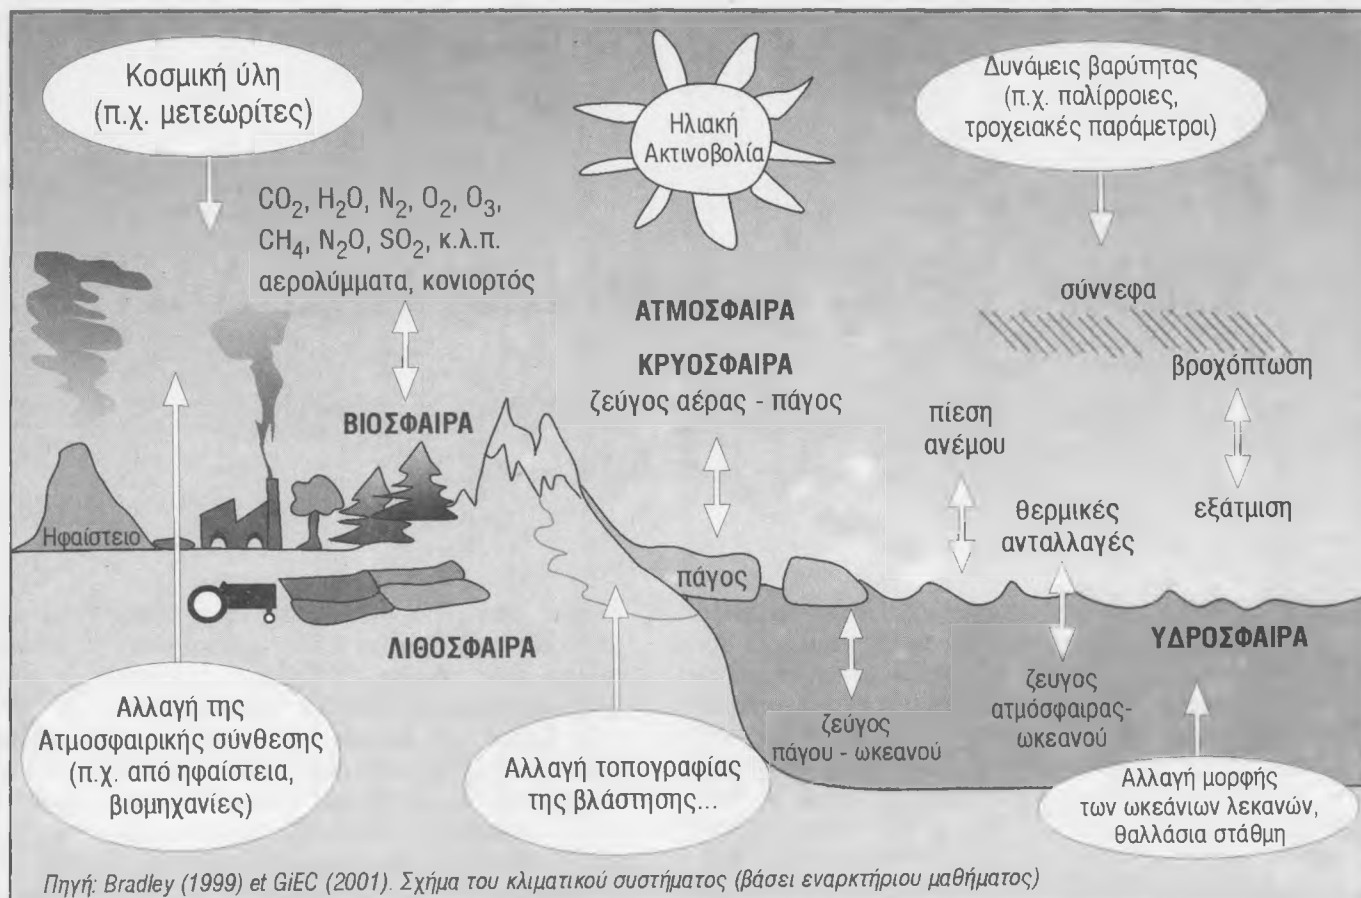 Κοσμική ύλη
(π.χ. μετεωρίτες)
Ηλιακή
Ακτινοβολία
Δυνάμεις βαρύτητας
(π.χ. παλίρροιες,
τροχειακές παράμετροι)
CO₂, H₂O, N₂, O₂, O₃,
CH₄, N₂O, SO₂, κ.λ.π.
αερολύμματα, κονιορτός
σύννεφα
ΑΤΜΟΣΦΑΙΡΑ
ΚΡΥΟΣΦΑΙΡΑ
ζεύγος αέρας - πάγος
βροχόπτωση
ΒΙΟΣΦΑΙΡΑ
πίεση
ανέμου
θερμικές
ανταλλαγές
εξάτμιση
Ηφαίστειο
πάγος
ΛΙΘΟΣΦΑΙΡΑ
ΥΔΡΟΣΦΑΙΡΑ
ζευγος
ατμόσφαιρας-
ωκεανού
ζεύγος
πάγου - ωκεανού
Αλλαγή της
Ατμοσφαιρικής σύνθεσης
(π.χ. από ηφαίστεια,
βιομηχανίες)
Αλλαγή τοπογραφίας
της βλάστησης...
Αλλαγή μορφής
των ωκεάνιων λεκανών,
θαλλάσια στάθμη
Πηγή: Bradley (1999) et GiEC (2001). Σχήμα του κλιματικού συστήματος (βάσει εναρκτήριου μαθήματος)